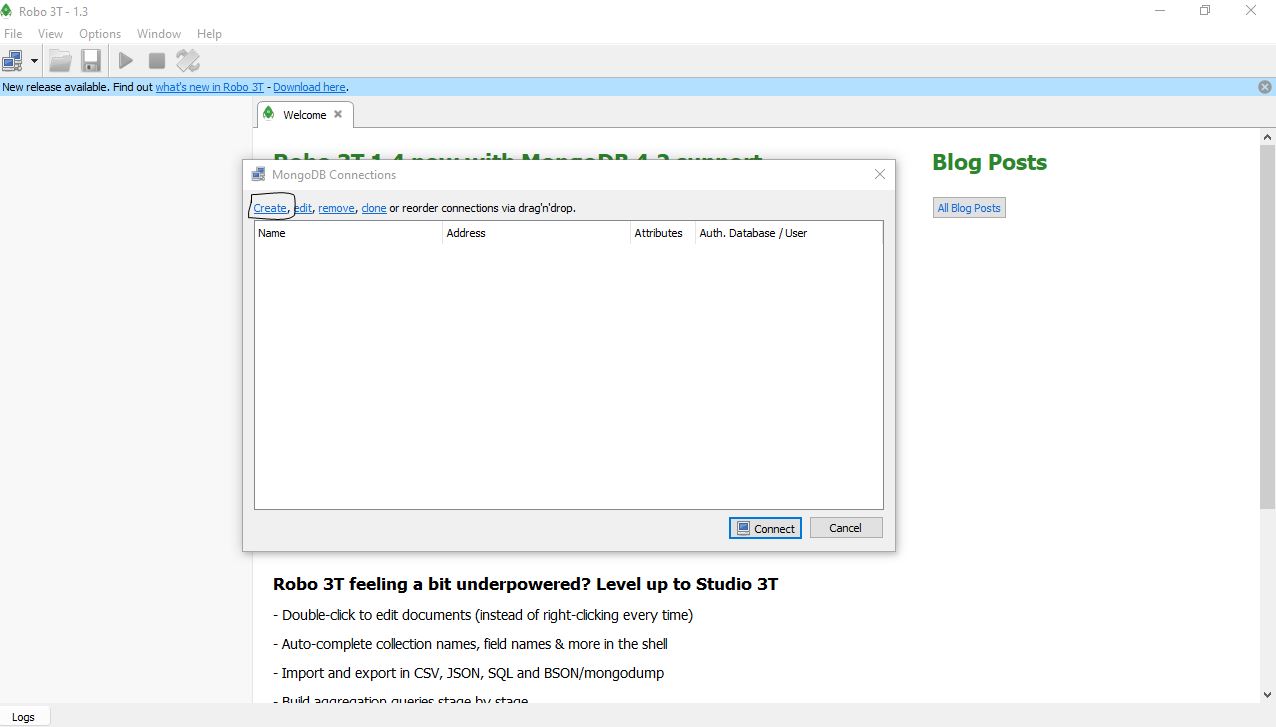 Robo 3T - 1.3
File View Options Window Help
New release available. Find out what's new in Robo 3T - Download here.
Welcome
Robo 3T 1.4 now with MongoDB 4.2 support
Blog Posts
All Blog Posts
MongoDB Connections
Create, edit, remove, clone or reorder connections via drag'n'drop.
Name Address Attributes Auth. Database / User
Connect Cancel
Robo 3T feeling a bit underpowered? Level up to Studio 3T
- Double-click to edit documents (instead of right-clicking every time)
- Auto-complete collection names, field names & more in the shell
- Import and export in CSV, JSON, SQL and BSON/mongodump
- Build aggregation queries stage by stage
Logs